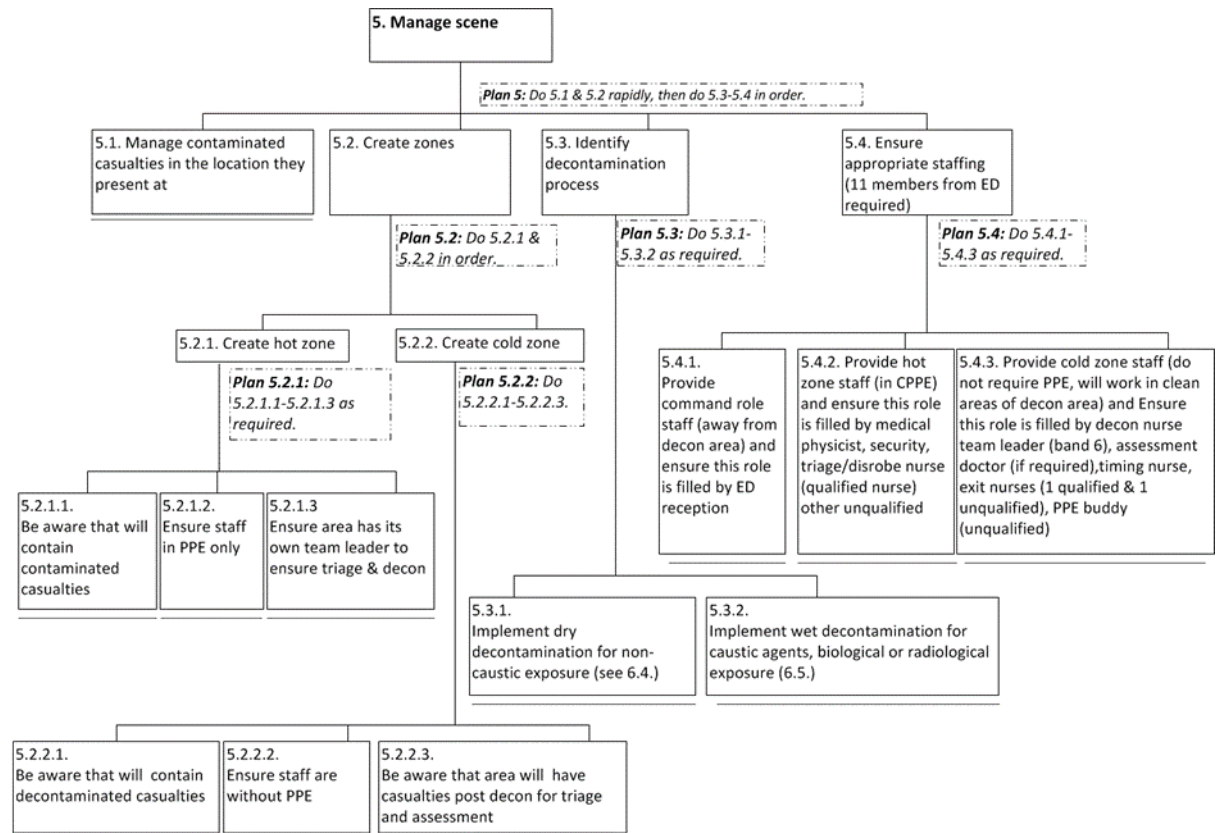 5. Manage scene
Plan 5: Do 5.1 & 5.2 rapidly, then do 5.3-5.4 in order.
5.1. Manage contaminated
casualties in the location they
present at
5.2. Create zones
5.3. Identify
decontamination
process
5.4. Ensure
appropriate staffing
(11 members from ED
required)
Plan 5.2: Do 5.2.1 &
5.2.2 in order.
Plan 5.3: Do 5.3.1-
5.3.2 as required.
Plan 5.4: Do 5.4.1-
5.4.3 as required.
5.2.1. Create hot zone
5.2.2. Create cold zone
Plan 5.2.1: Do
5.2.1.1-5.2.1.3 as
required.
Plan 5.2.2: Do
5.2.2.1-5.2.2.3.
5.4.1.
Provide
command role
staff (away from
decon area) and
ensure this role
is filled by ED
reception
5.4.2. Provide hot
zone staff (in CPPE)
and ensure this role
is filled by medical
physicist, security,
triage/disrobe nurse
(qualified nurse)
other unqualified
5.4.3. Provide cold zone staff (do
not require PPE, will work in clean
areas of decon area) and Ensure
this role is filled by decon nurse
team leader (band 6), assessment
doctor (if required),timing nurse,
exit nurses (1 qualified & 1
unqualified), PPE buddy
(unqualified)
5.2.1.1.
Be aware that will
contain
contaminated
casualties
5.2.1.2.
Ensure staff
in PPE only
5.2.1.3
Ensure area has its
own team leader to
ensure triage & decon
5.3.1.
Implement dry
decontamination for non-
caustic exposure (see 6.4.)
5.3.2.
Implement wet decontamination for
caustic agents, biological or radiological
exposure (6.5.)
5.2.2.1.
Be aware that will contain
decontaminated casualties
5.2.2.2.
Ensure staff are
without PPE
5.2.2.3.
Be aware that area will have
casualties post decon for triage
and assessment